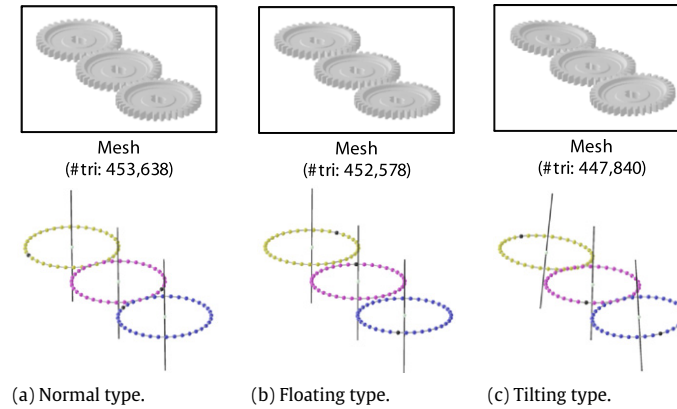 Mesh
(#tri: 453,638)
Mesh
(#tri: 452,578)
Mesh
(#tri: 447,840)
(a) Normal type.
(b) Floating type.
(c) Tilting type.